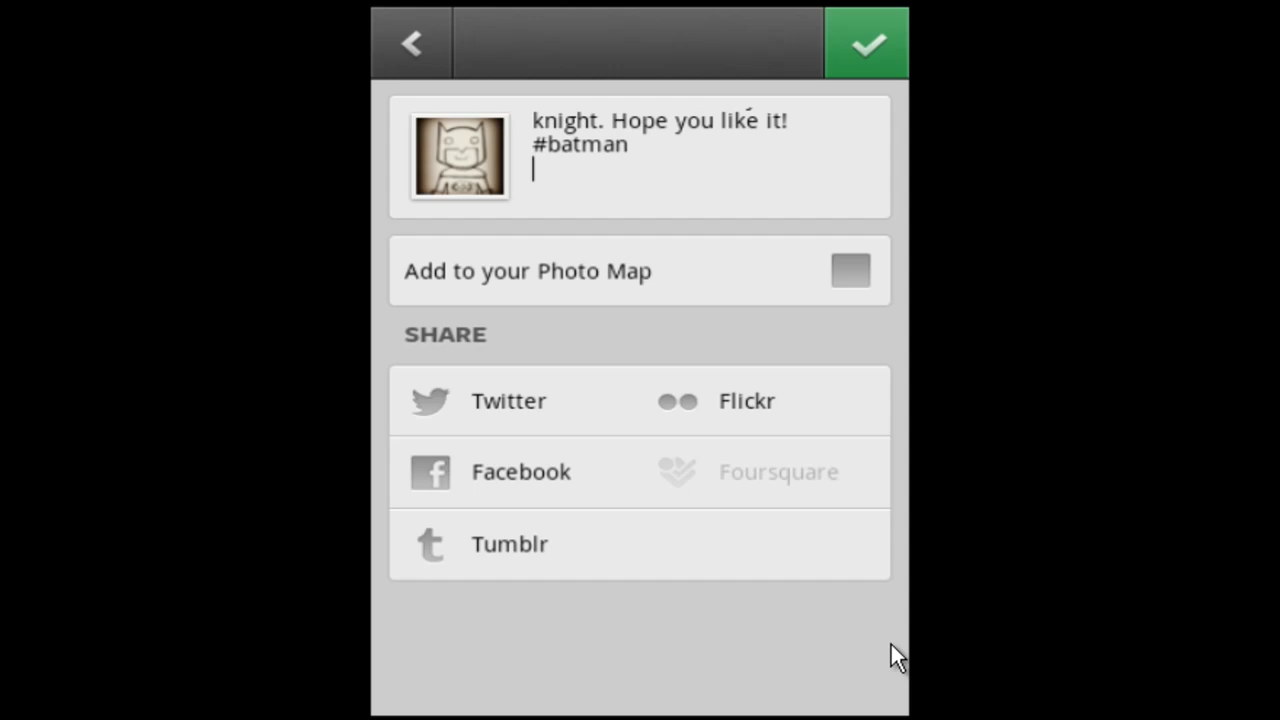 knight. Hope you like it!
#batman
Add to your Photo Map
SHARE
Twitter
Flickr
Facebook
Foursquare
Tumblr